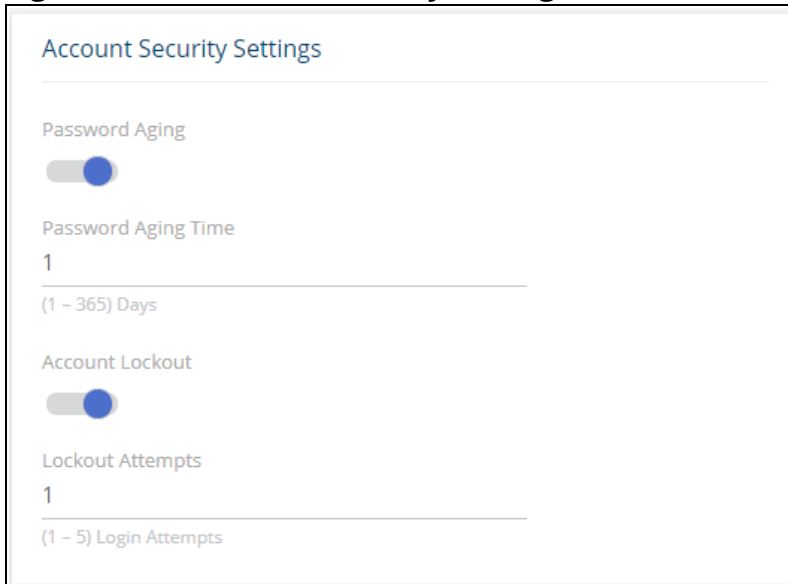 Account Security Settings
Password Aging
Password Aging Time
1
(1 – 365) Days
Account Lockout
Lockout Attempts
1
(1 – 5) Login Attempts